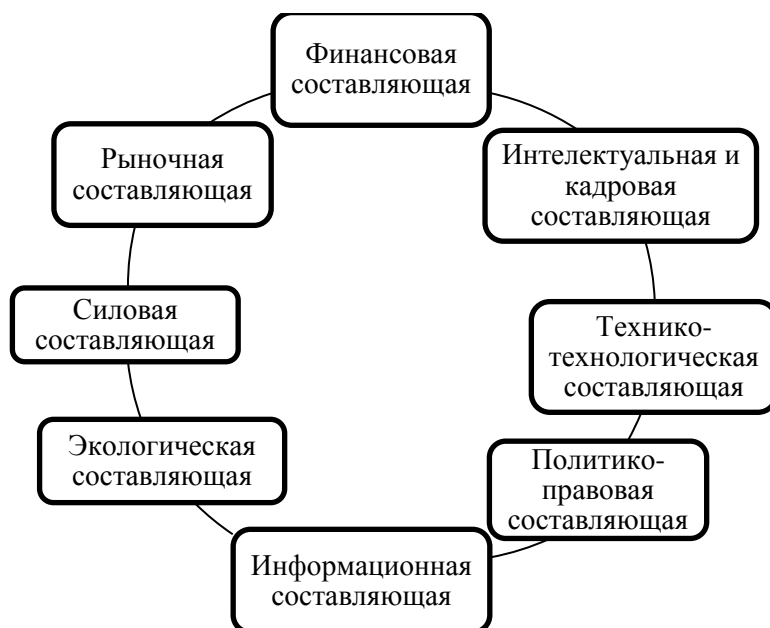 Финансовая
составляющая
Интелектуальная и
кадровая
составляющая
Технико-
технологическая
составляющая
Политико-
правовая
составляющая
Информационная
составляющая
Экологическая
составляющая
Силовая
составляющая
Рыночная
составляющая